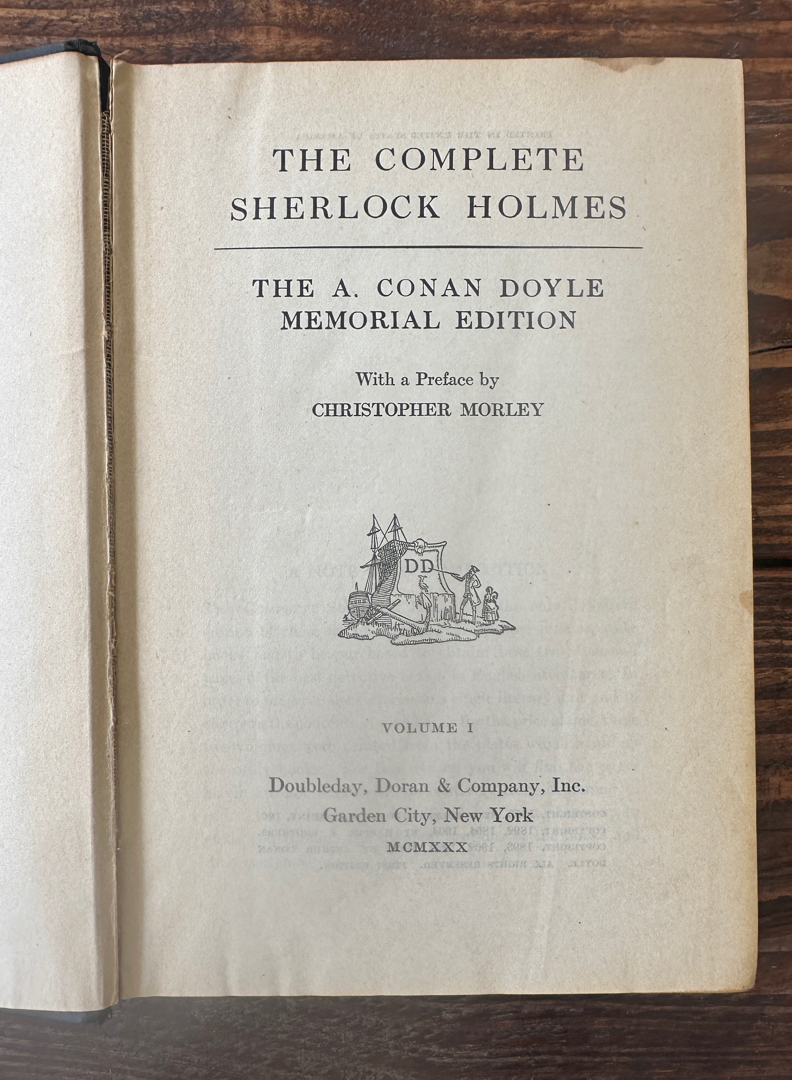 THE COMPLETE
SHERLOCK HOLMES
THE A. CONAN DOYLE
MEMORIAL EDITION
With a Preface by
CHRISTOPHER MORLEY
DD
VOLUME I
Doubleday, Doran & Company, Inc.
Garden City, New York
MCMXXX